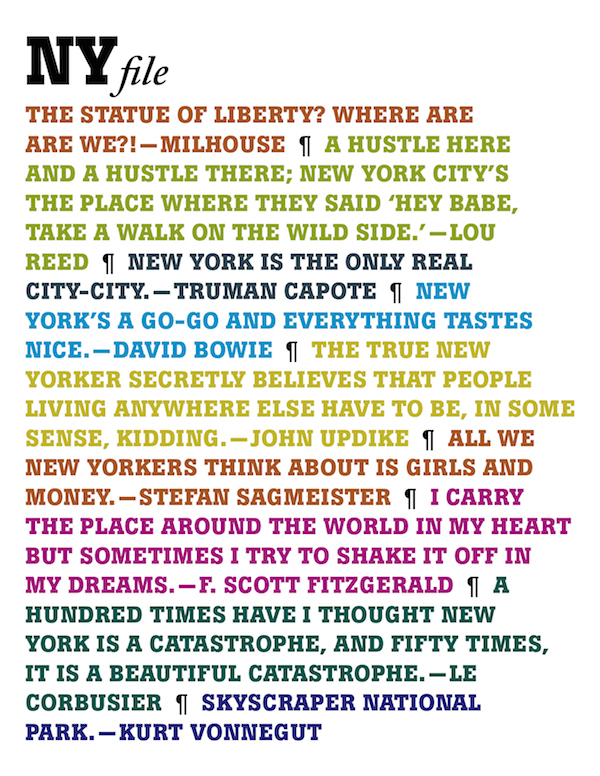 NY file
THE STATUE OF LIBERTY? WHERE ARE
ARE WE?!—MILHOUSE ¶ A HUSTLE HERE
AND A HUSTLE THERE; NEW YORK CITY'S
THE PLACE WHERE THEY SAID ‘HEY BABE,
TAKE A WALK ON THE WILD SIDE.’—LOU
REED ¶ NEW YORK IS THE ONLY REAL
CITY-CITY.—TRUMAN CAPOTE ¶ NEW
YORK'S A GO-GO AND EVERYTHING TASTES
NICE.—DAVID BOWIE ¶ THE TRUE NEW
YORKER SECRETLY BELIEVES THAT PEOPLE
LIVING ANYWHERE ELSE HAVE TO BE, IN SOME
SENSE, KIDDING.—JOHN UPDIKE ¶ ALL WE
NEW YORKERS THINK ABOUT IS GIRLS AND
MONEY.—STEFAN SAGMEISTER ¶ I CARRY
THE PLACE AROUND THE WORLD IN MY HEART
BUT SOMETIMES I TRY TO SHAKE IT OFF IN
MY DREAMS.—F. SCOTT FITZGERALD ¶ A
HUNDRED TIMES HAVE I THOUGHT NEW
YORK IS A CATASTROPHE, AND FIFTY TIMES,
IT IS A BEAUTIFUL CATASTROPHE.—LE
CORBUSIER ¶ SKYSCRAPER NATIONAL
PARK.—KURT VONNEGUT